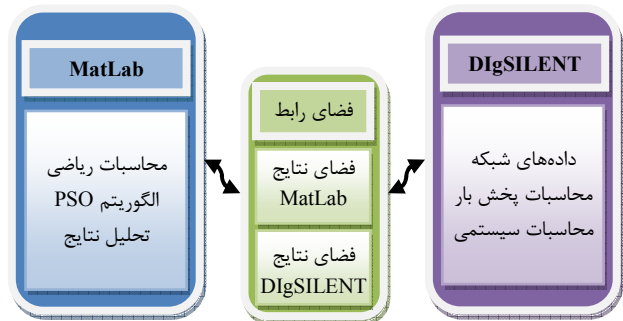 MatLab
محاسبات ریاضی
الگوریتم PSO
تحلیل نتایج
فضای رابط
فضای نتایج
MatLab
فضای نتایج
DIgSILENT
DIgSILENT
داده‌های شبکه
محاسبات پخش بار
محاسبات سیستمی